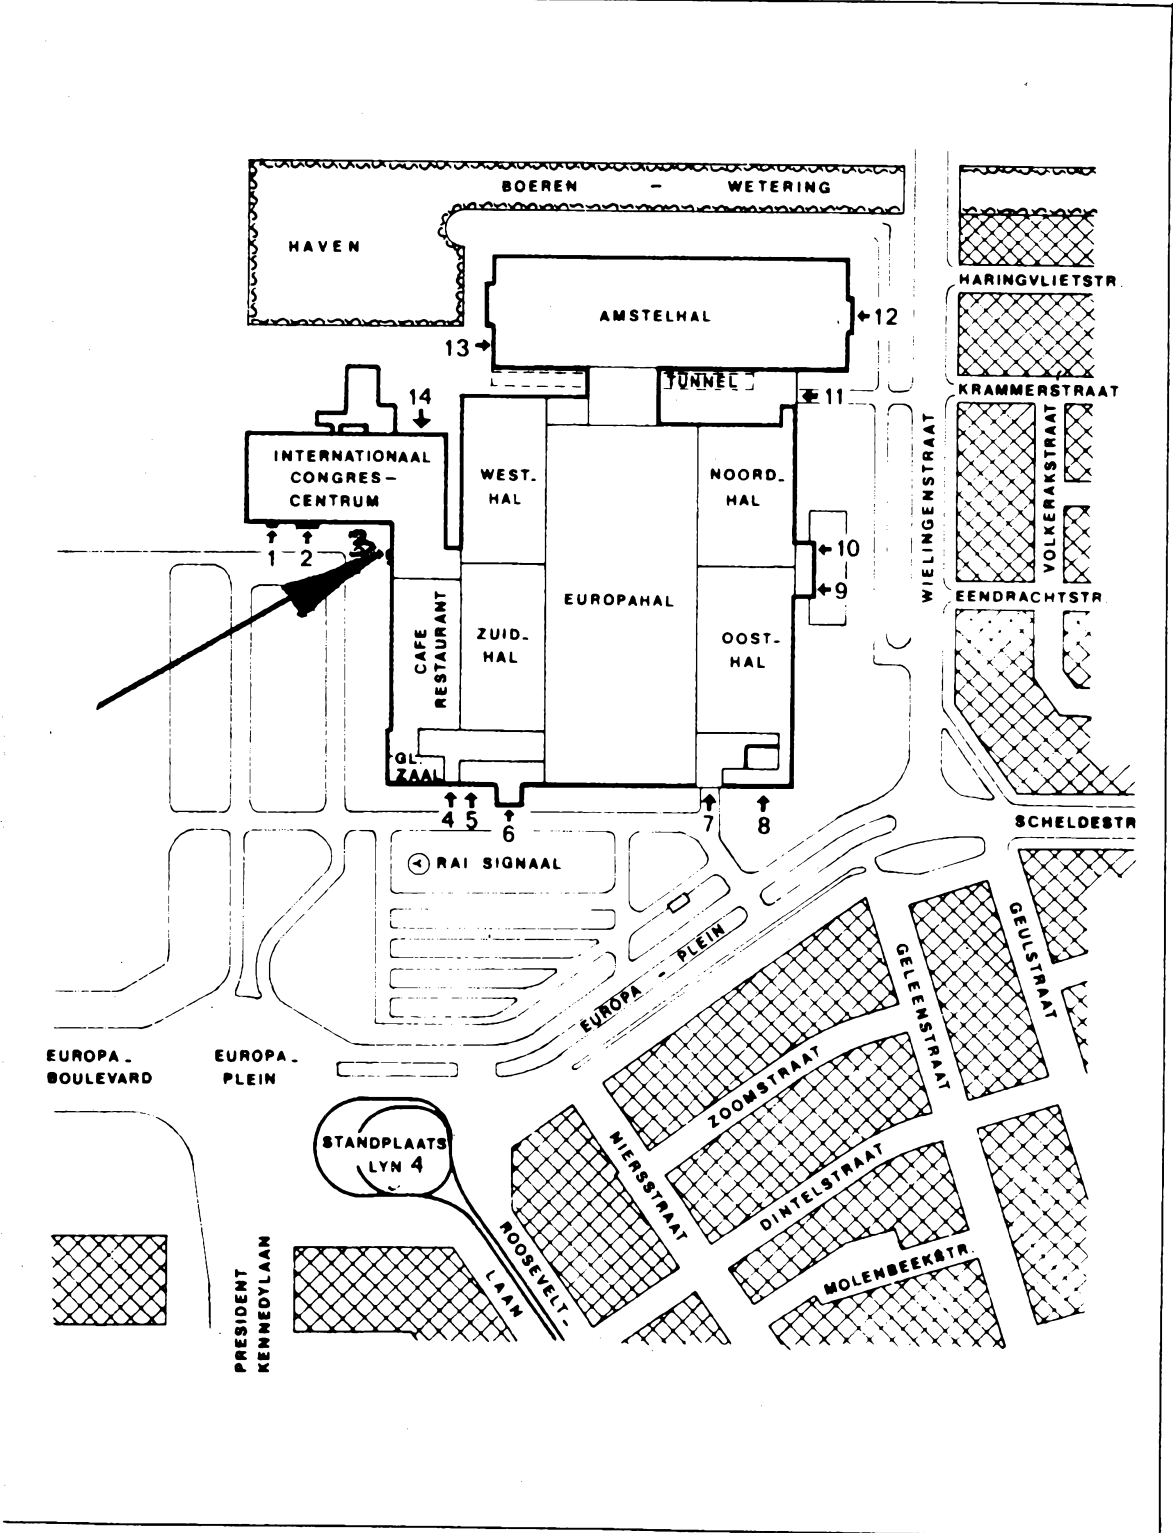 BOEREN - WETERING
HAVEN
HARINGVLIETSTR.
AMSTELHAL
12
13
TUNNEL
KRAMMERSTRAAT
14
11
INTERNATIONAAL
CONGRES-
CENTRUM
WEST-
HAL
NOORD-
HAL
WIELINGENSTRAAT
VOLKERAKSTRAAT
1
2
3
10
9
EENDRACHTSTR.
EUROPAHAL
CAFE
RESTAURANT
ZUID-
HAL
OOST-
HAL
GL.
ZAAL
4
5
6
7
8
SCHELDESTR
RAI SIGNAAL
EUROPA - PLEIN
GELEENSTRAAT
GEULSTRAAT
EUROPA-
BOULEVARD
EUROPA-
PLEIN
ZOOMSTRAAT
STANDPLAATS
LYN 4
NIERSSTRAAT
DINTELSTRAAT
MOLENBEEKSTR.
ROOSEVELT-
LAAN
PRESIDENT
KENNEDYLAAN